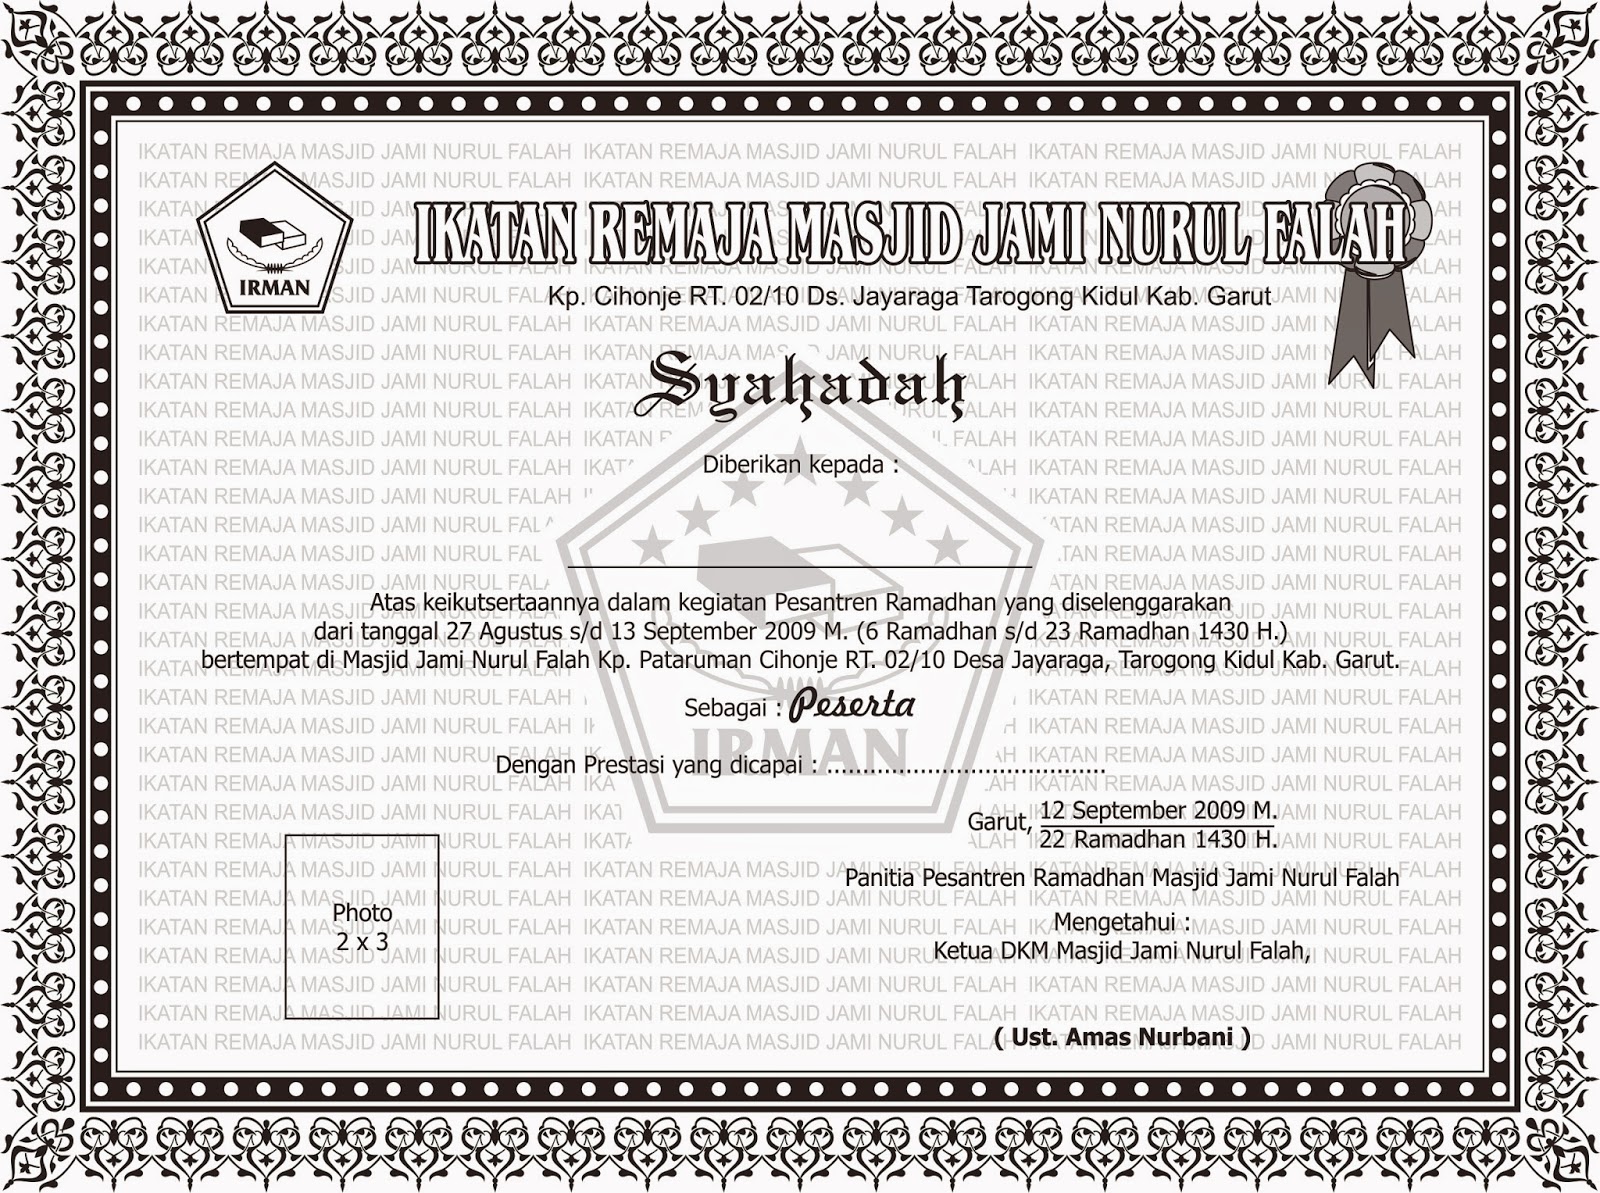 IKATAN REMAJA MASJID JAMI NURUL FALAH
IRMAN
Kp. Cihonje RT. 02/10 Ds. Jayaraga Tarogong Kidul Kab. Garut
Syahadah
Diberikan kepada :
Atas keikutsertaannya dalam kegiatan Pesantren Ramadhan yang diselenggarakan
dari tanggal 27 Agustus s/d 13 September 2009 M. (6 Ramadhan s/d 23 Ramadhan 1430 H.)
bertempat di Masjid Jami Nurul Falah Kp. Pataruman Cihonje RT. 02/10 Desa Jayaraga, Tarogong Kidul Kab. Garut.
Sebagai : Peserta
IRMAN
Dengan Prestasi yang dicapai : .......................................
Garut, 12 September 2009 M.
22 Ramadhan 1430 H.
Panitia Pesantren Ramadhan Masjid Jami Nurul Falah
Photo
2 x 3
Mengetahui :
Ketua DKM Masjid Jami Nurul Falah,
( Ust. Amas Nurbani )
IKATAN REMAJA MASJID JAMI NURUL FALAH IKATAN REMAJA MASJID JAMI NURUL FALAH IKATAN REMAJA MASJID JAMI NURUL FALAH